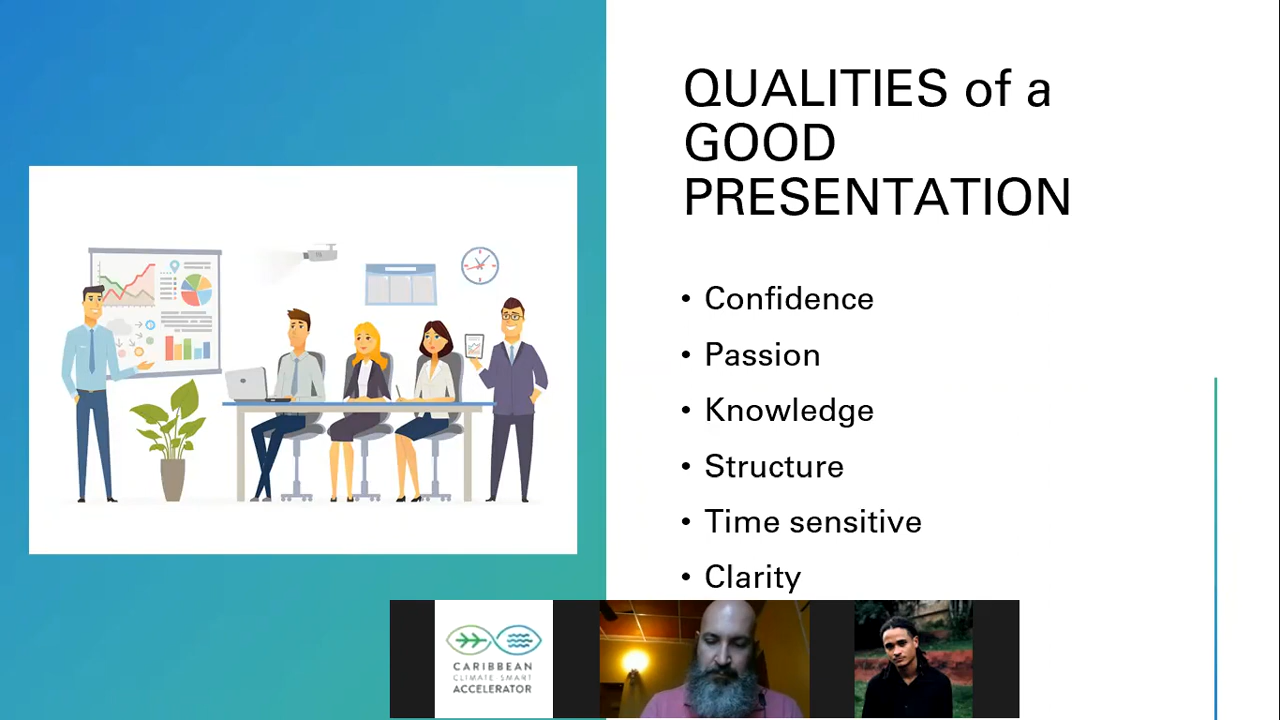 QUALITIES of a
GOOD
PRESENTATION
• Confidence
• Passion
• Knowledge
• Structure
• Time sensitive
• Clarity
CARIBBEAN
CLIMATE SMART
ACCELERATOR